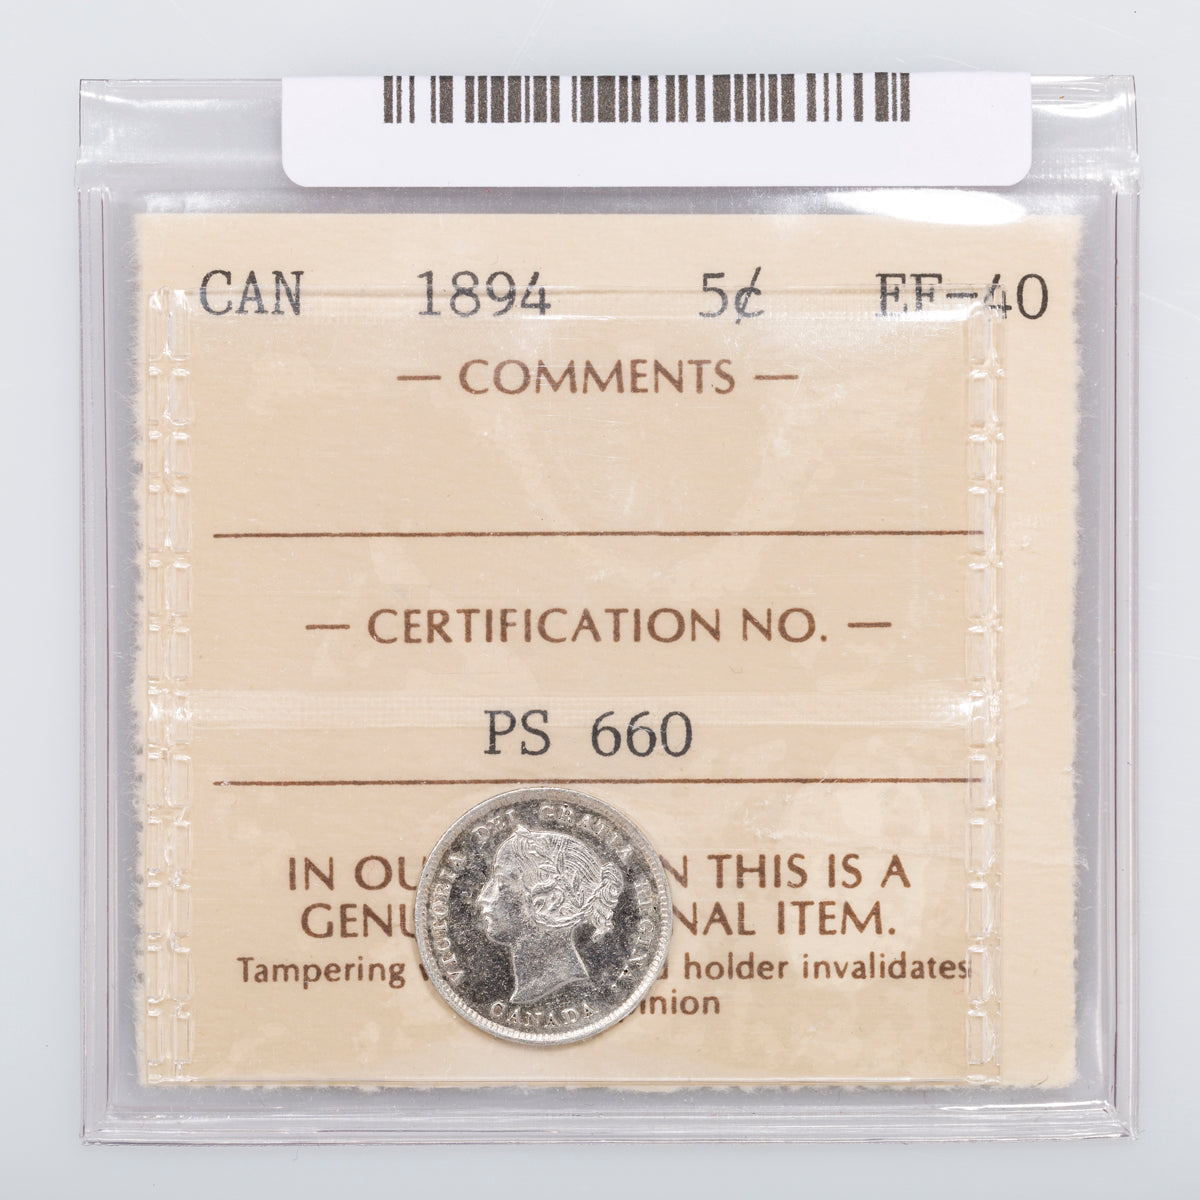 CAN 1894 5¢ EF-40
— COMMENTS —
— CERTIFICATION NO. —
PS 660
IN OU N THIS IS A
GENU NAL ITEM.
Tampering holder invalidates
inion
VICTORIA DEI GRATIA REGINA.
CANADA